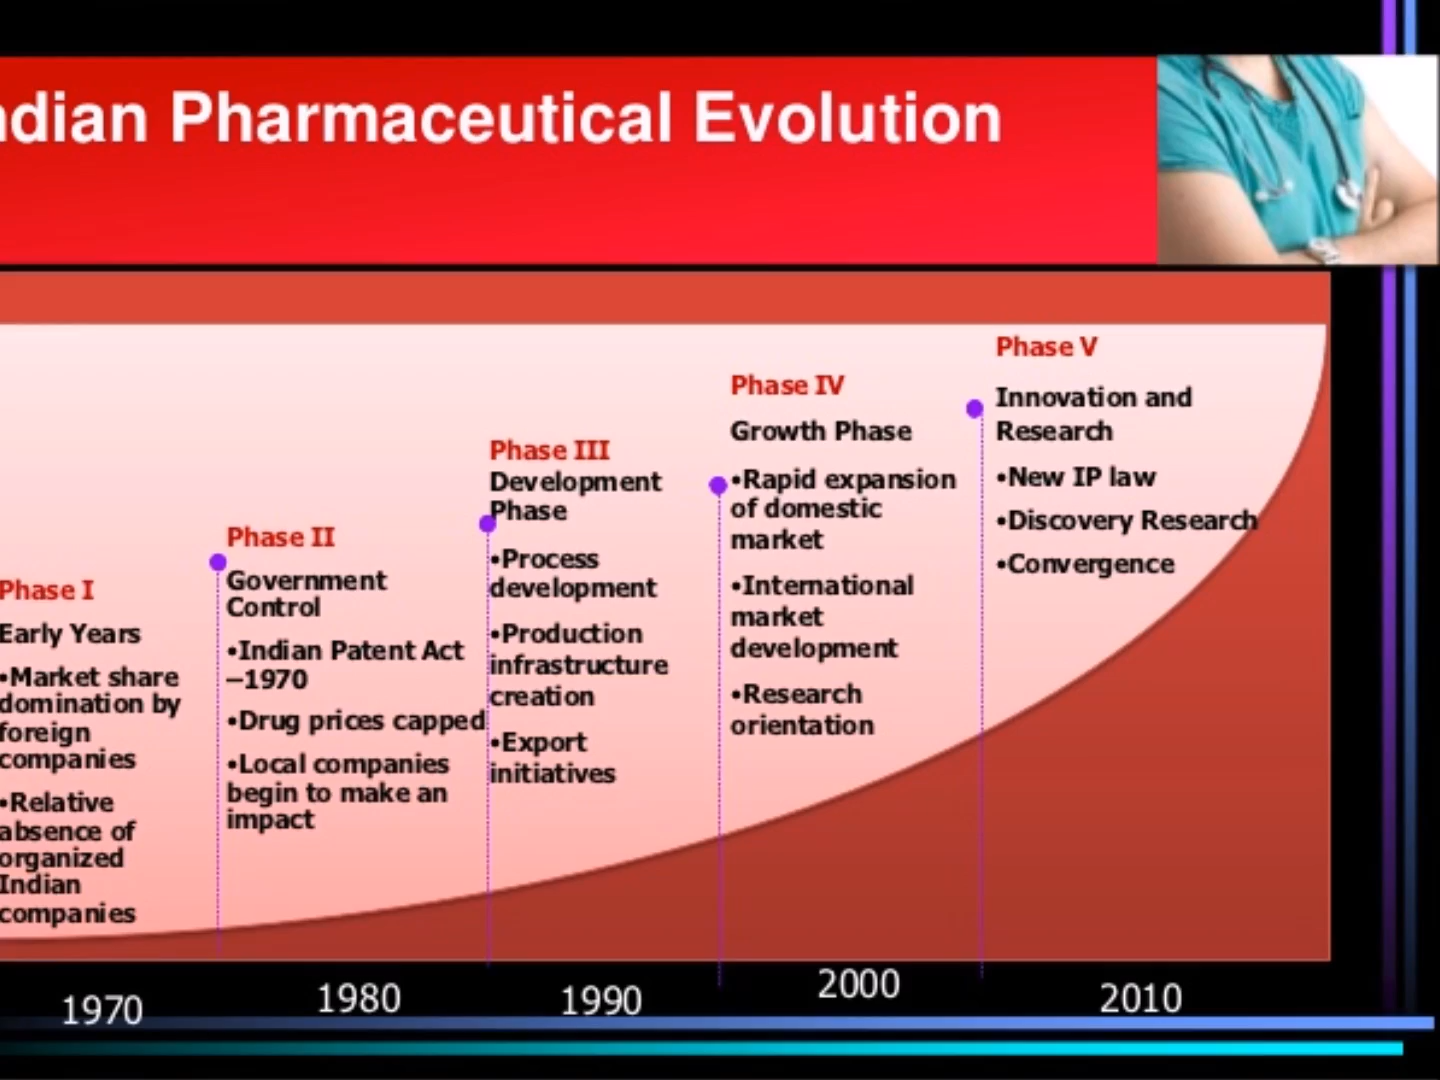 ndian Pharmaceutical Evolution
Phase I
Early Years
•Market share
domination by
foreign
companies
•Relative
absence of
organized
Indian
companies
Phase II
Government
Control
•Indian Patent Act
–1970
•Drug prices capped
•Local companies
begin to make an
impact
Phase III
Development
Phase
•Process
development
•Production
infrastructure
creation
•Export
initiatives
Phase IV
Growth Phase
•Rapid expansion
of domestic
market
•International
market
development
•Research
orientation
Phase V
Innovation and
Research
•New IP law
•Discovery Research
•Convergence
1970
1980
1990
2000
2010